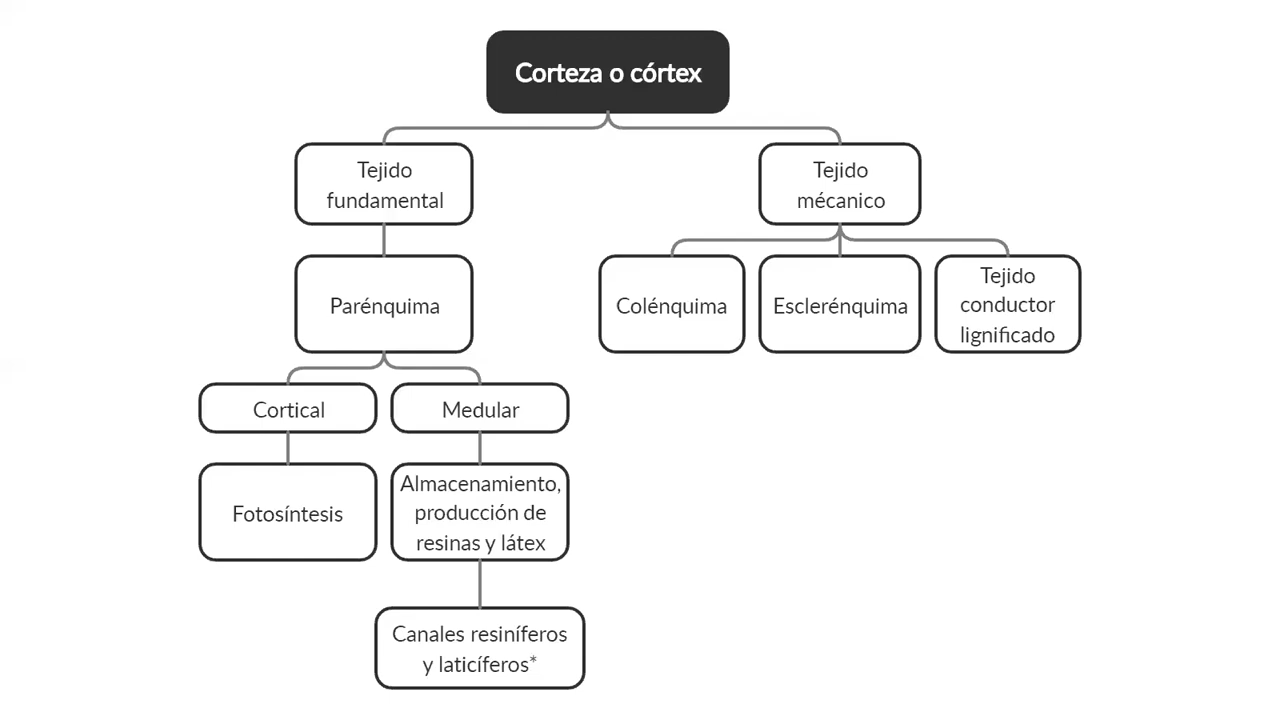 Corteza o córtex
Tejido
fundamental
Tejido
mécanico
Parénquima
Colénquima
Esclerénquima
Tejido
conductor
lignificado
Cortical
Medular
Fotosíntesis
Almacenamiento,
producción de
resinas y látex
Canales resiníferos
y laticíferos*